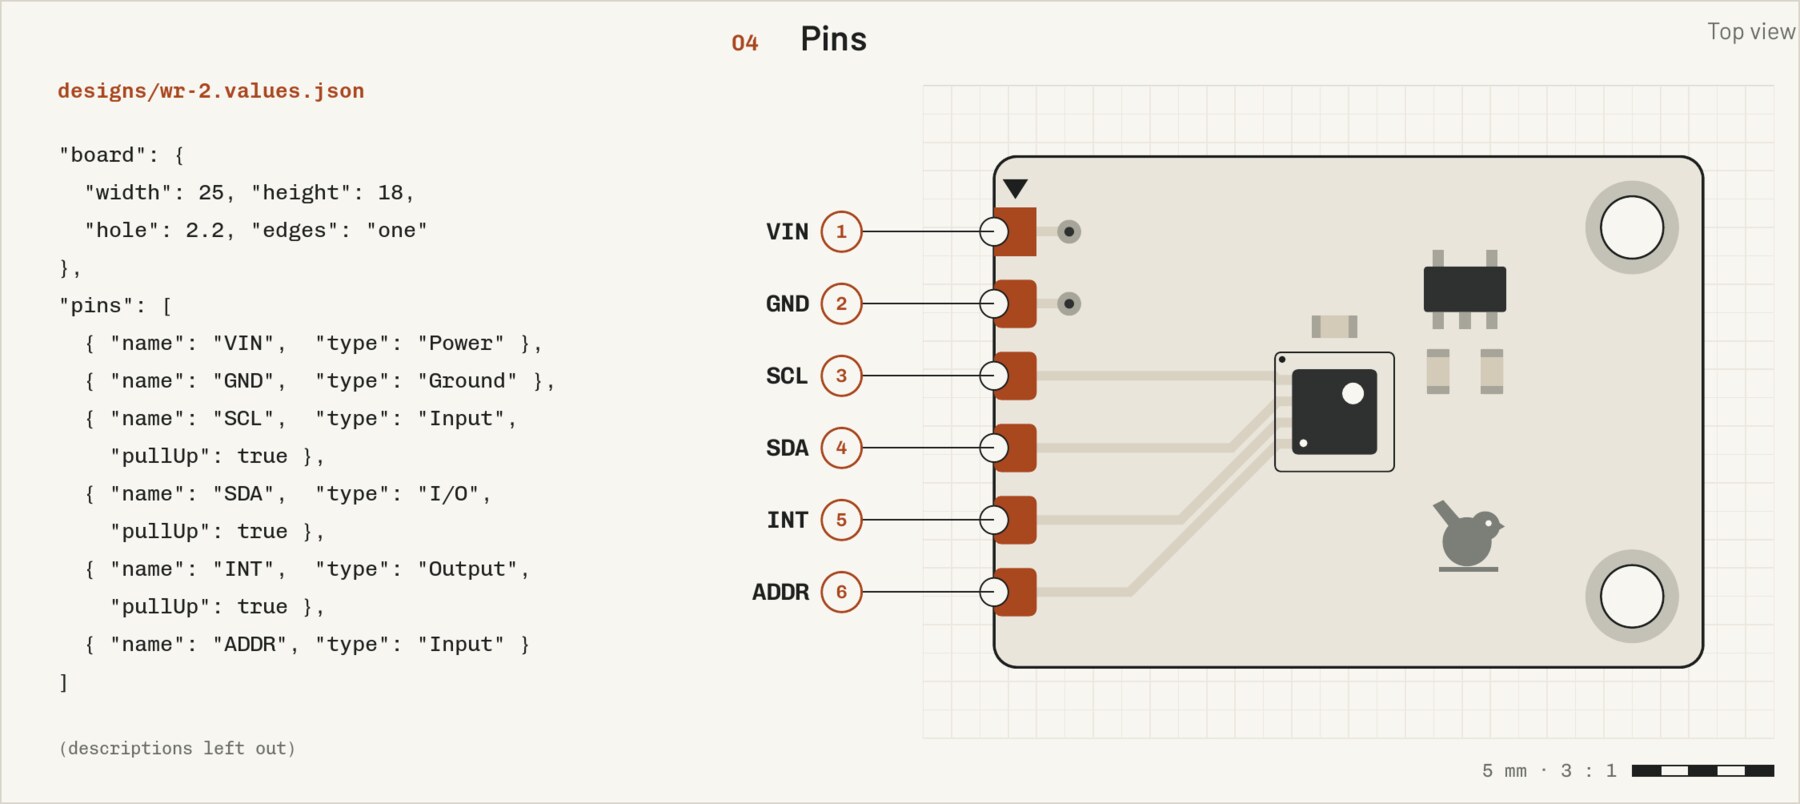 04 Pins
Top view
designs/wr-2.values.json
"board": {
  "width": 25, "height": 18,
  "hole": 2.2, "edges": "one"
},
"pins": [
  { "name": "VIN",  "type": "Power" },
  { "name": "GND",  "type": "Ground" },
  { "name": "SCL",  "type": "Input",
    "pullUp": true },
  { "name": "SDA",  "type": "I/O",
    "pullUp": true },
  { "name": "INT",  "type": "Output",
    "pullUp": true },
  { "name": "ADDR", "type": "Input" }
]
(descriptions left out)
VIN 1
GND 2
SCL 3
SDA 4
INT 5
ADDR 6
5 mm · 3 : 1